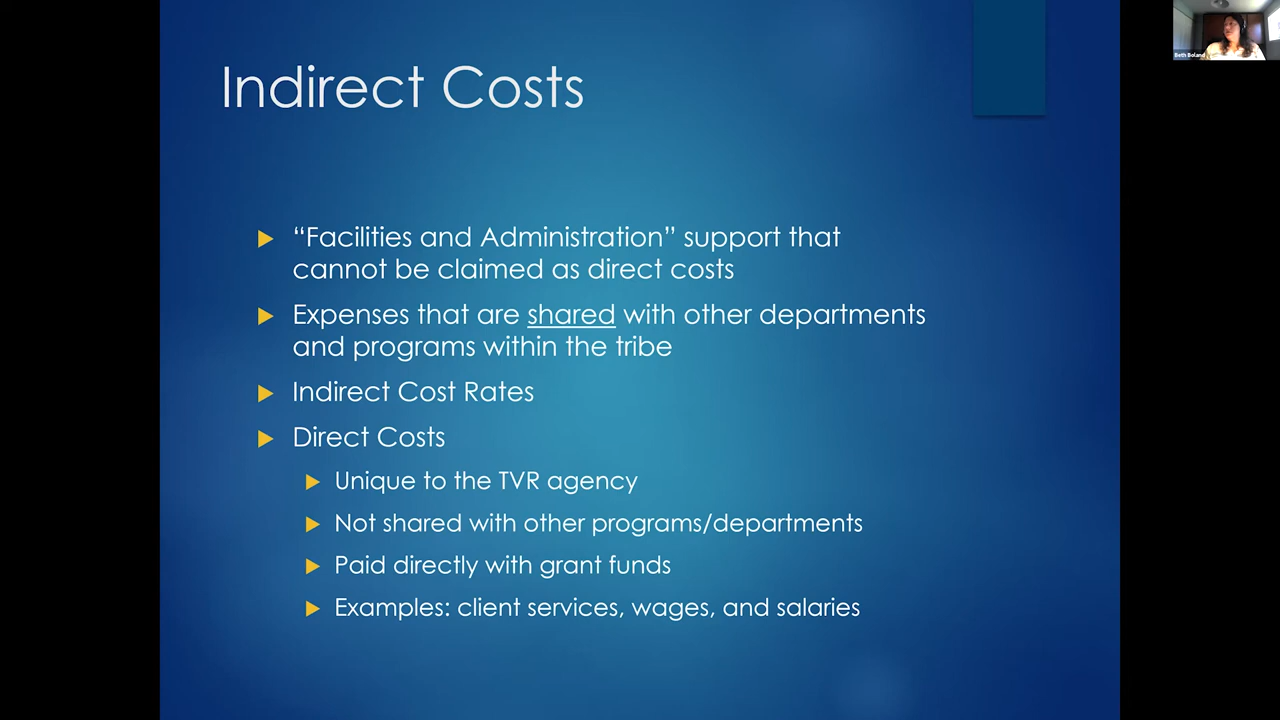 Indirect Costs
“Facilities and Administration” support that
cannot be claimed as direct costs
Expenses that are shared with other departments
and programs within the tribe
Indirect Cost Rates
Direct Costs
Unique to the TVR agency
Not shared with other programs/departments
Paid directly with grant funds
Examples: client services, wages, and salaries
Beth Boland